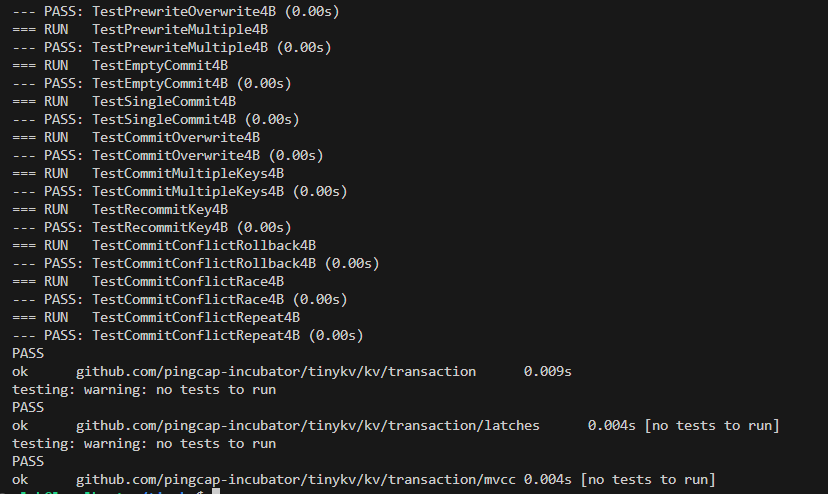 --- PASS: TestPrewriteOverwrite4B (0.00s)
=== RUN   TestPrewriteMultiple4B
--- PASS: TestPrewriteMultiple4B (0.00s)
=== RUN   TestEmptyCommit4B
--- PASS: TestEmptyCommit4B (0.00s)
=== RUN   TestSingleCommit4B
--- PASS: TestSingleCommit4B (0.00s)
=== RUN   TestCommitOverwrite4B
--- PASS: TestCommitOverwrite4B (0.00s)
=== RUN   TestCommitMultipleKeys4B
--- PASS: TestCommitMultipleKeys4B (0.00s)
=== RUN   TestRecommitKey4B
--- PASS: TestRecommitKey4B (0.00s)
=== RUN   TestCommitConflictRollback4B
--- PASS: TestCommitConflictRollback4B (0.00s)
=== RUN   TestCommitConflictRace4B
--- PASS: TestCommitConflictRace4B (0.00s)
=== RUN   TestCommitConflictRepeat4B
--- PASS: TestCommitConflictRepeat4B (0.00s)
PASS
ok      github.com/pingcap-incubator/tinykv/kv/transaction      0.009s
testing: warning: no tests to run
PASS
ok      github.com/pingcap-incubator/tinykv/kv/transaction/latches      0.004s [no tests to run]
testing: warning: no tests to run
PASS
ok      github.com/pingcap-incubator/tinykv/kv/transaction/mvcc 0.004s [no tests to run]